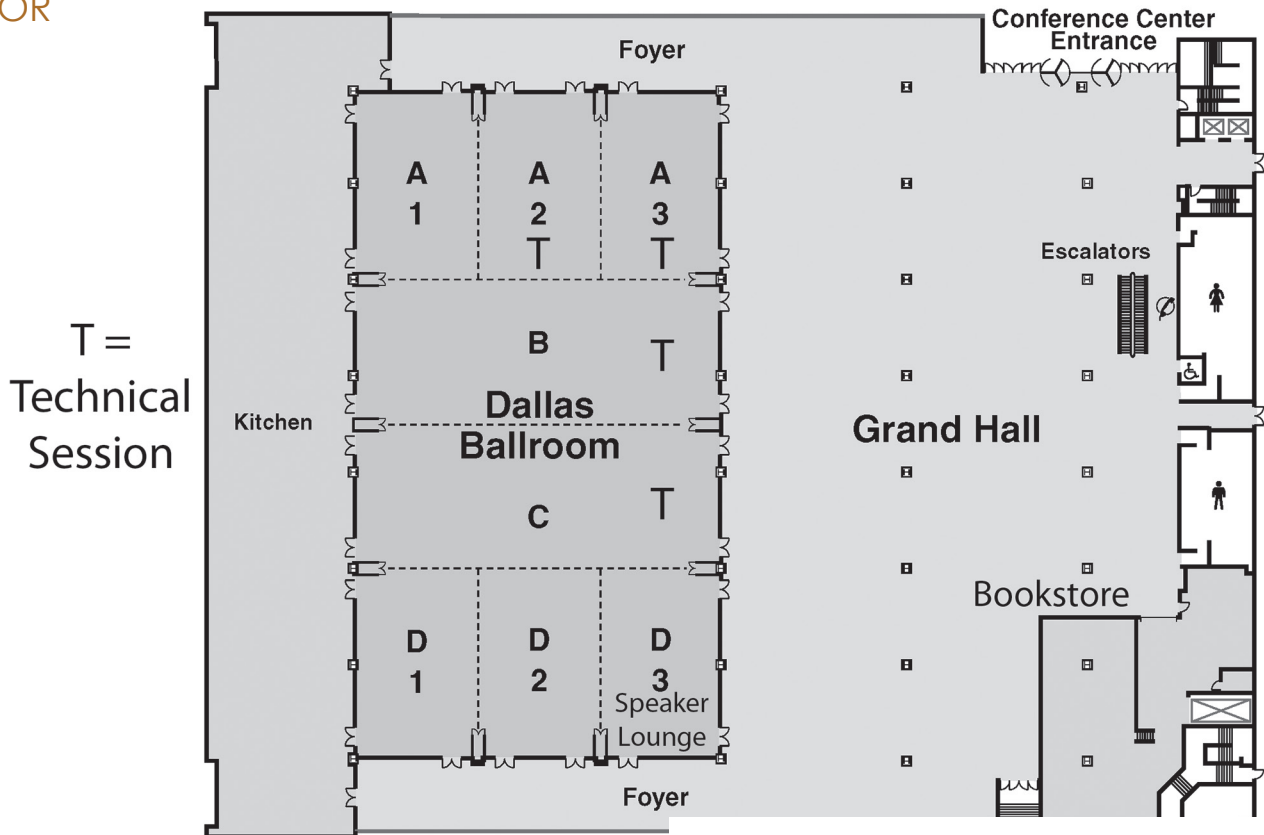 OR
Conference Center
Entrance
Foyer
A
1
A
2
T
A
3
T
Escalators
B
T
T =
Technical
Session
Kitchen
Dallas
Ballroom
Grand Hall
C
T
Bookstore
D
1
D
2
D
3
Speaker
Lounge
Foyer